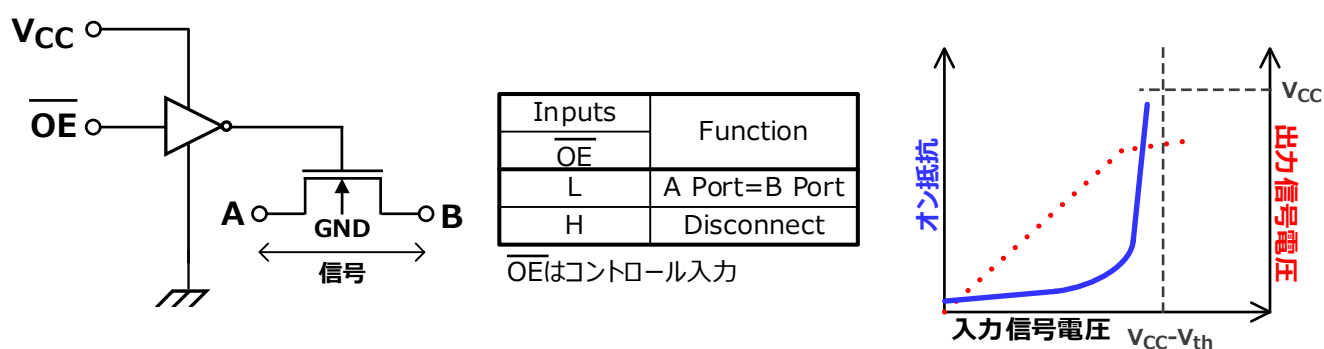 VCC
OE
A
GND
B
信号
Inputs
Function
OE
L
A Port=B Port
H
Disconnect
OEはコントロール入力
オン抵抗
VCC
出力信号電圧
入力信号電圧
VCC-Vth